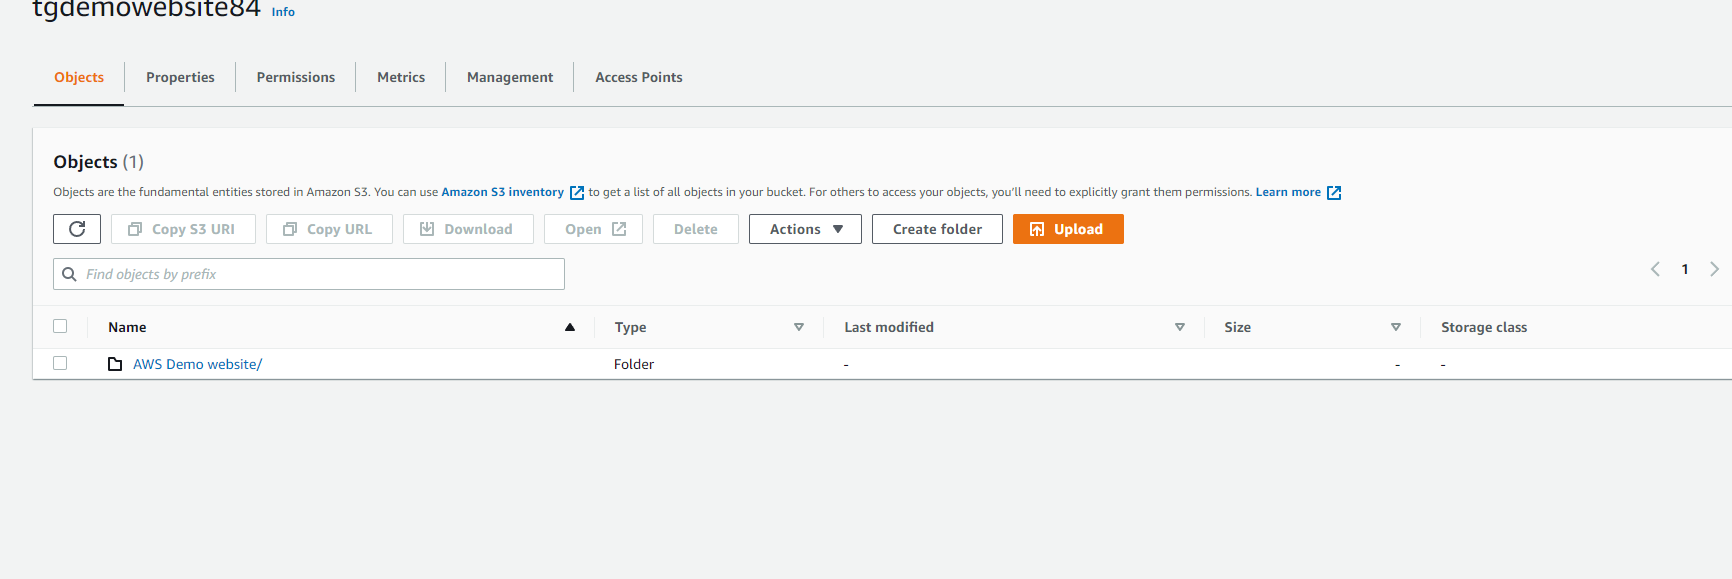 tgdemowebsite84 Info
Objects Properties Permissions Metrics Management Access Points
Objects (1)
Objects are the fundamental entities stored in Amazon S3. You can use Amazon S3 inventory to get a list of all objects in your bucket. For others to access your objects, you'll need to explicitly grant them permissions. Learn more
Copy S3 URI Copy URL Download Open Delete Actions Create folder Upload
Find objects by prefix
1
Name Type Last modified Size Storage class
AWS Demo website/ Folder - - -